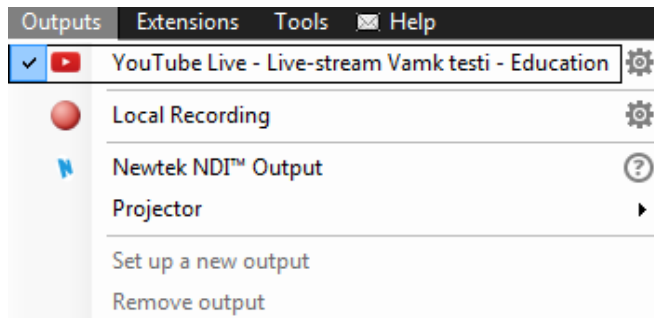 Outputs Extensions Tools Help
YouTube Live - Live-stream Vamk testi - Education
Local Recording
Newtek NDI™ Output
Projector
Set up a new output
Remove output